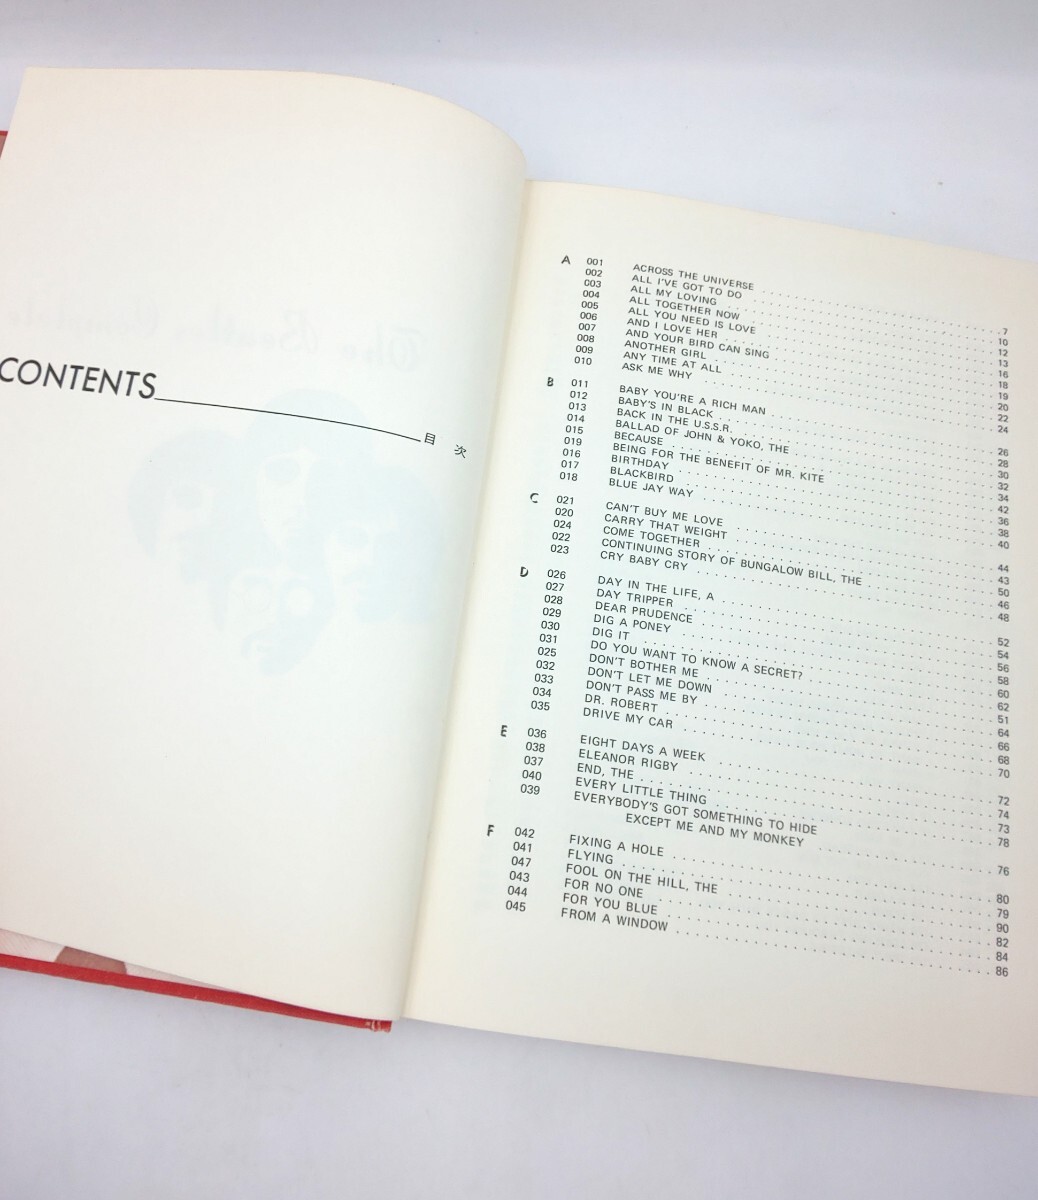 CONTENTS
目 次
A 001 ACROSS THE UNIVERSE 7
002 ALL I'VE GOT TO DO 10
003 ALL MY LOVING 12
004 ALL TOGETHER NOW 13
005 ALL YOU NEED IS LOVE 16
006 AND I LOVE HER 18
007 AND YOUR BIRD CAN SING 19
008 ANOTHER GIRL 20
009 ANY TIME AT ALL 22
010 ASK ME WHY 24
B 011 BABY YOU'RE A RICH MAN 26
012 BABY'S IN BLACK 28
013 BACK IN THE U.S.S.R. 30
014 BALLAD OF JOHN & YOKO, THE 32
015 BECAUSE 34
019 BEING FOR THE BENEFIT OF MR. KITE 42
016 BIRTHDAY 36
017 BLACKBIRD 38
018 BLUE JAY WAY 40
C 021 CAN'T BUY ME LOVE 44
020 CARRY THAT WEIGHT 43
024 COME TOGETHER 50
022 CONTINUING STORY OF BUNGALOW BILL, THE 46
023 CRY BABY CRY 48
D 026 DAY IN THE LIFE, A 52
027 DAY TRIPPER 54
028 DEAR PRUDENCE 56
029 DIG A PONEY 58
030 DIG IT 60
031 DO YOU WANT TO KNOW A SECRET? 62
025 DON'T BOTHER ME 51
032 DON'T LET ME DOWN 64
033 DON'T PASS ME BY 66
034 DR. ROBERT 68
035 DRIVE MY CAR 70
E 036 EIGHT DAYS A WEEK 72
038 ELEANOR RIGBY 74
037 END, THE 73
040 EVERY LITTLE THING 78
039 EVERYBODY'S GOT SOMETHING TO HIDE
EXCEPT ME AND MY MONKEY 76
F 042 FIXING A HOLE 80
041 FLYING 79
047 FOOL ON THE HILL, THE 90
043 FOR NO ONE 82
044 FOR YOU BLUE 84
045 FROM A WINDOW 86